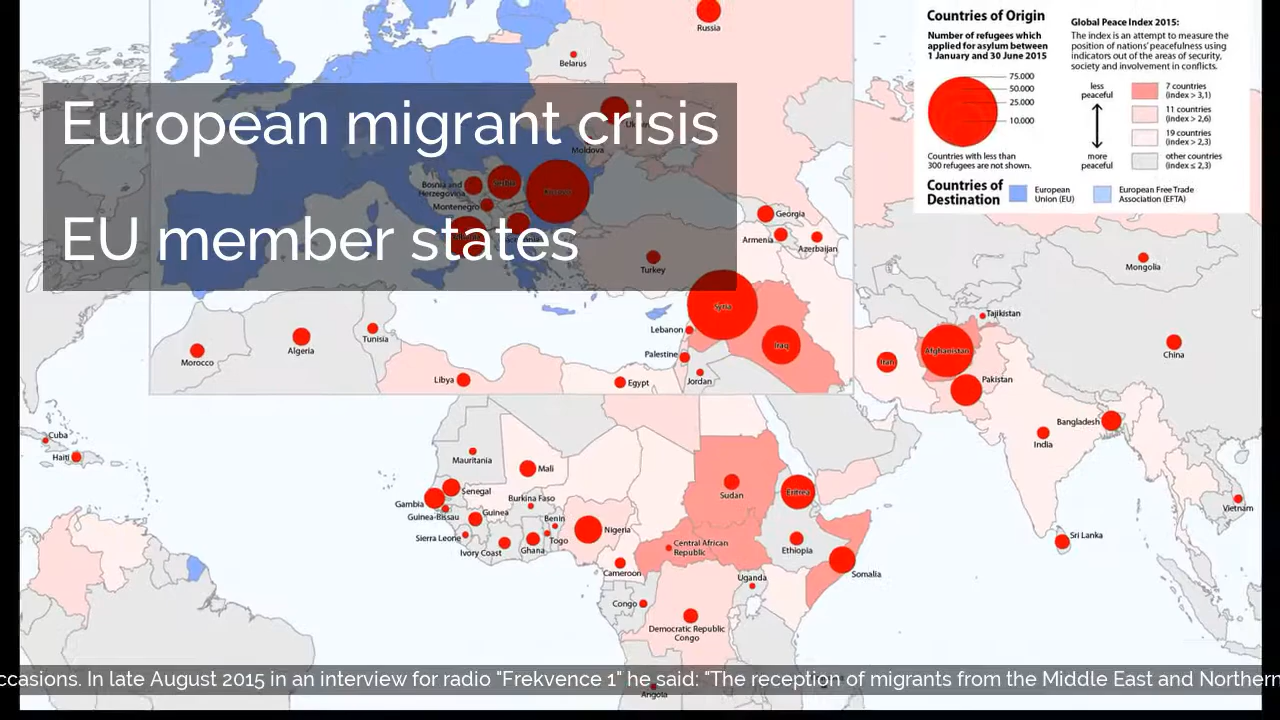 Countries of Origin
Number of refugees which
applied for asylum between
1 January and 30 June 2015
75.000
50.000
25.000
10.000
Countries with less than
300 refugees are not shown.
Global Peace Index 2015:
The index is an attempt to measure the
position of nations' peacefulness using
indicators out of the areas of security,
society and involvement in conflicts.
less
peaceful
more
peaceful
7 countries
(index > 3,1)
11 countries
(index > 2,6)
19 countries
(index > 2,3)
other countries
(index ≤ 2,3)
Countries of
Destination
European
Union (EU)
European Free Trade
Association (EFTA)
European migrant crisis
EU member states
Russia
Belarus
Moldova
Bosnia and
Herzegovina
Serbia
Kosovo
Montenegro
Georgia
Armenia
Azerbaijan
Turkey
Mongolia
Syria
Tajikistan
Lebanon
Iraq
Afghanistan
China
Morocco
Algeria
Tunisia
Palestine
Iran
Libya
Egypt
Jordan
Pakistan
Bangladesh
India
Cuba
Haiti
Mauritania
Mali
Senegal
Gambia
Guinea-Bissau
Guinea
Burkina Faso
Sierra Leone
Ivory Coast
Ghana
Benin
Togo
Nigeria
Cameroon
Sudan
Eritrea
Central African
Republic
Ethiopia
Somalia
Uganda
Congo
Democratic Republic
Congo
Sri Lanka
Vietnam
ccasions. In late August 2015 in an interview for radio "Frekvence 1" he said: "The reception of migrants from the Middle East and Northern
Angola